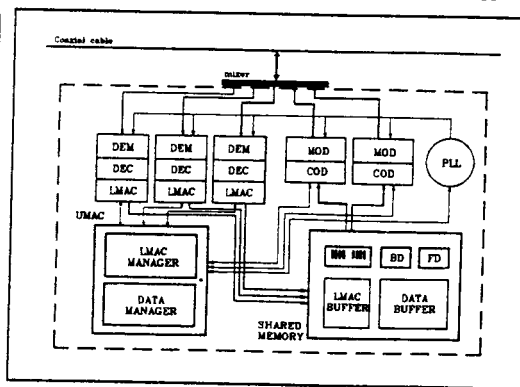 Coaxial cable
mixer
DEM DEM DEM MOD MOD PLL
DEC DEC DEC COD COD
LMAC LMAC LMAC
UMAC
LMAC MANAGER
DATA MANAGER
BD FD
LMAC BUFFER
DATA BUFFER
SHARED MEMORY